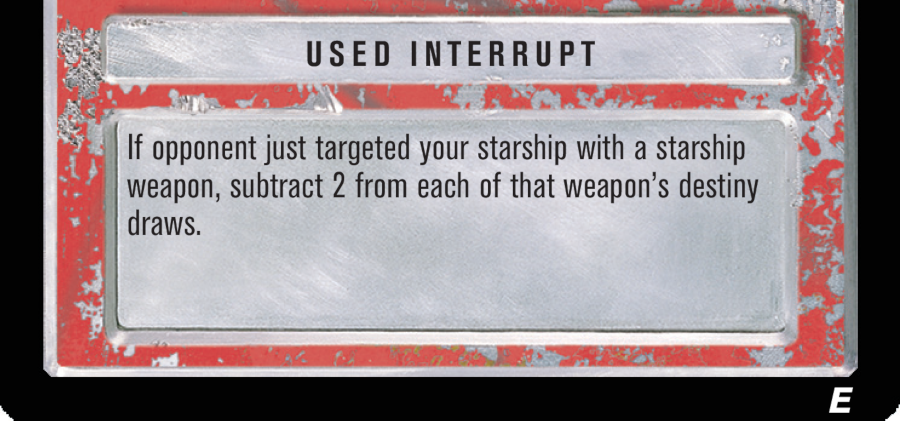 USED INTERRUPT
If opponent just targeted your starship with a starship
weapon, subtract 2 from each of that weapon's destiny
draws.
E